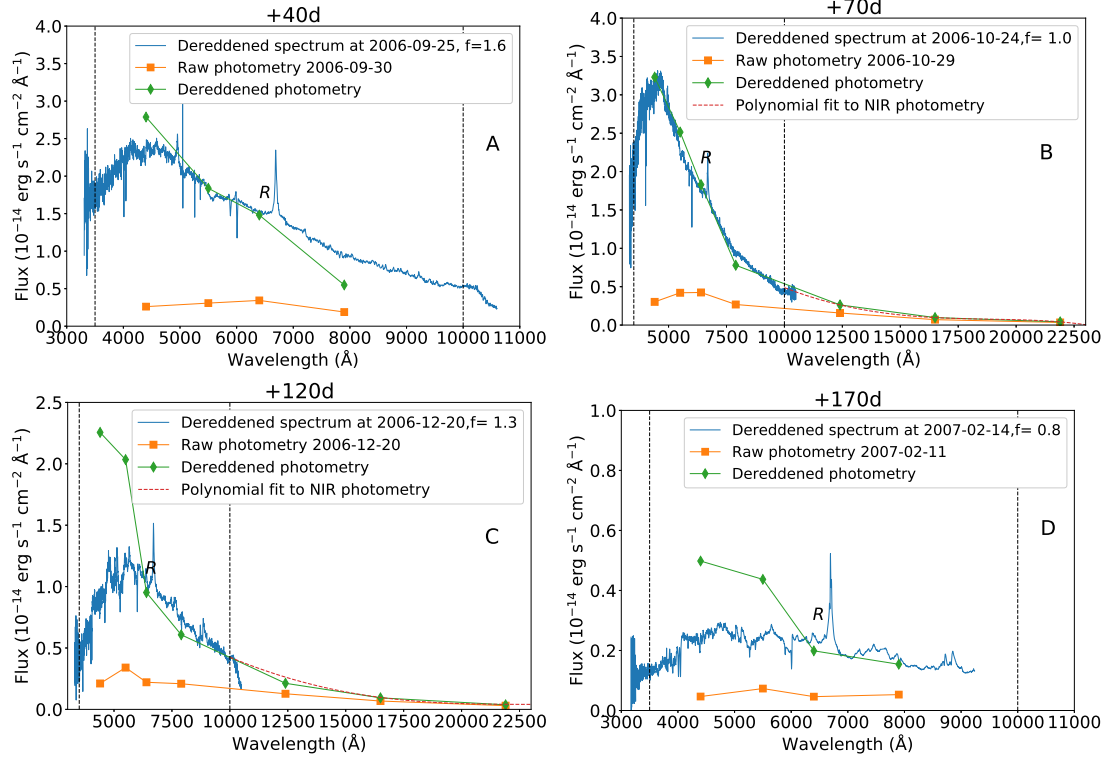 +40d
Flux (10⁻¹⁴ erg s⁻¹ cm⁻² Å⁻¹)
4.0
3.5
3.0
2.5
2.0
1.5
1.0
0.5
0.0
Dereddened spectrum at 2006-09-25, f=1.6
Raw photometry 2006-09-30
Dereddened photometry
A
R
3000 4000 5000 6000 7000 8000 9000 10000 11000
Wavelength (Å)
+70d
Flux (10⁻¹⁴ erg s⁻¹ cm⁻² Å⁻¹)
4.0
3.5
3.0
2.5
2.0
1.5
1.0
0.5
0.0
Dereddened spectrum at 2006-10-24,f= 1.0
Raw photometry 2006-10-29
Dereddened photometry
Polynomial fit to NIR photometry
B
R
5000 7500 10000 12500 15000 17500 20000 22500
Wavelength (Å)
+120d
Flux (10⁻¹⁴ erg s⁻¹ cm⁻² Å⁻¹)
2.5
2.0
1.5
1.0
0.5
0.0
Dereddened spectrum at 2006-12-20,f= 1.3
Raw photometry 2006-12-20
Dereddened photometry
Polynomial fit to NIR photometry
C
R
5000 7500 10000 12500 15000 17500 20000 22500
Wavelength (Å)
+170d
Flux (10⁻¹⁴ erg s⁻¹ cm⁻² Å⁻¹)
1.0
0.8
0.6
0.4
0.2
0.0
Dereddened spectrum at 2007-02-14,f= 0.8
Raw photometry 2007-02-11
Dereddened photometry
D
R
3000 4000 5000 6000 7000 8000 9000 10000 11000
Wavelength (Å)